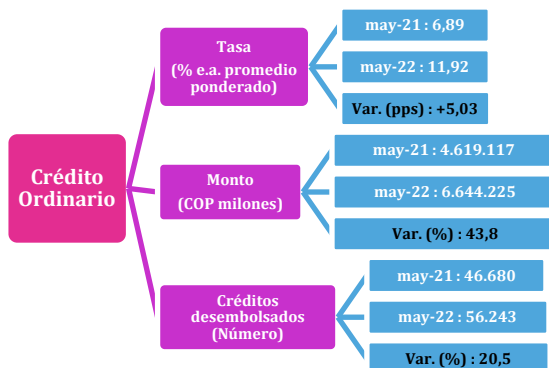 Crédito
Ordinario
Tasa
(% e.a. promedio
ponderado)
may-21 : 6,89
may-22 : 11,92
Var. (pps) : +5,03
Monto
(COP milones)
may-21 : 4.619.117
may-22 : 6.644.225
Var. (%) : 43,8
Créditos
desembolsados
(Número)
may-21 : 46.680
may-22 : 56.243
Var. (%) : 20,5